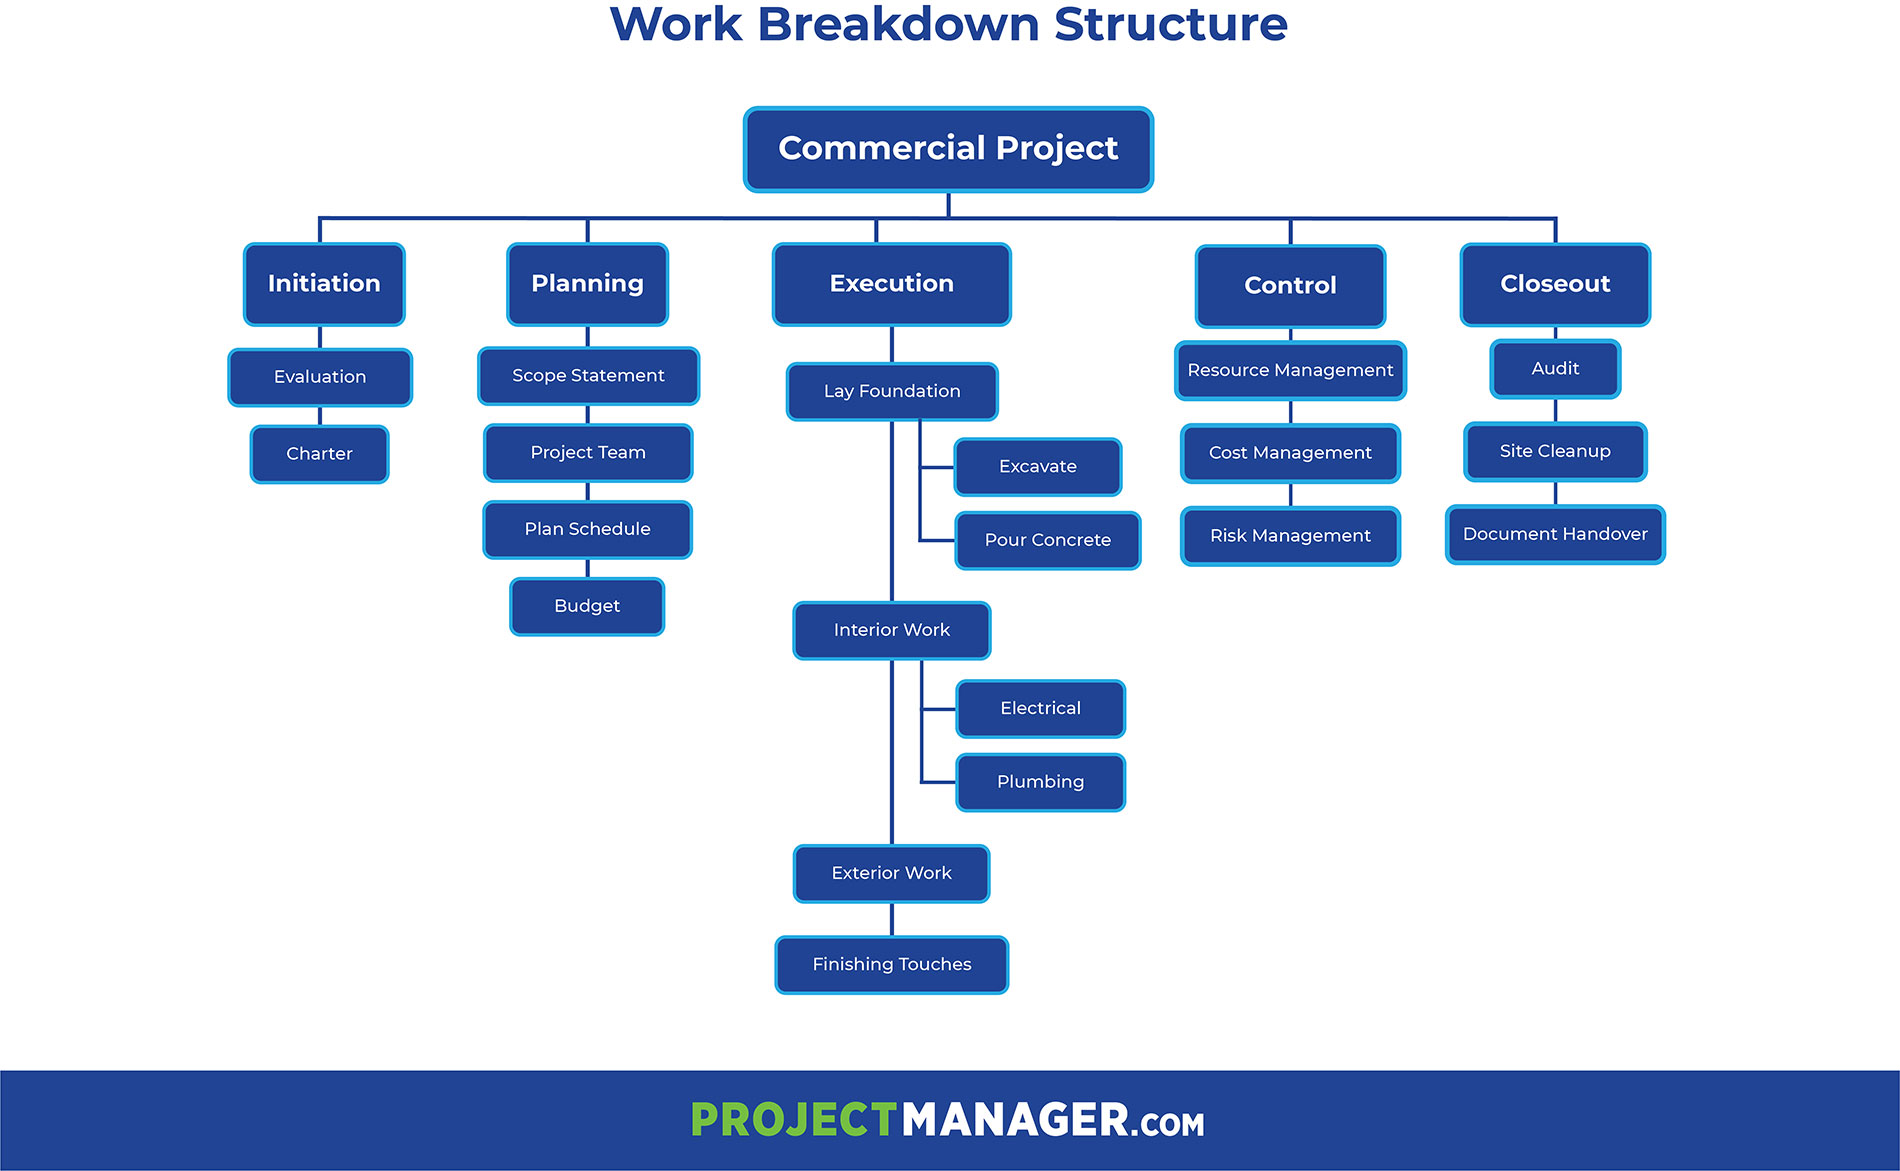 Work Breakdown Structure
Commercial Project
Initiation
Evaluation
Charter
Planning
Scope Statement
Project Team
Plan Schedule
Budget
Execution
Lay Foundation
Excavate
Pour Concrete
Interior Work
Electrical
Plumbing
Exterior Work
Finishing Touches
Control
Resource Management
Cost Management
Risk Management
Closeout
Audit
Site Cleanup
Document Handover
PROJECTMANAGER.COM